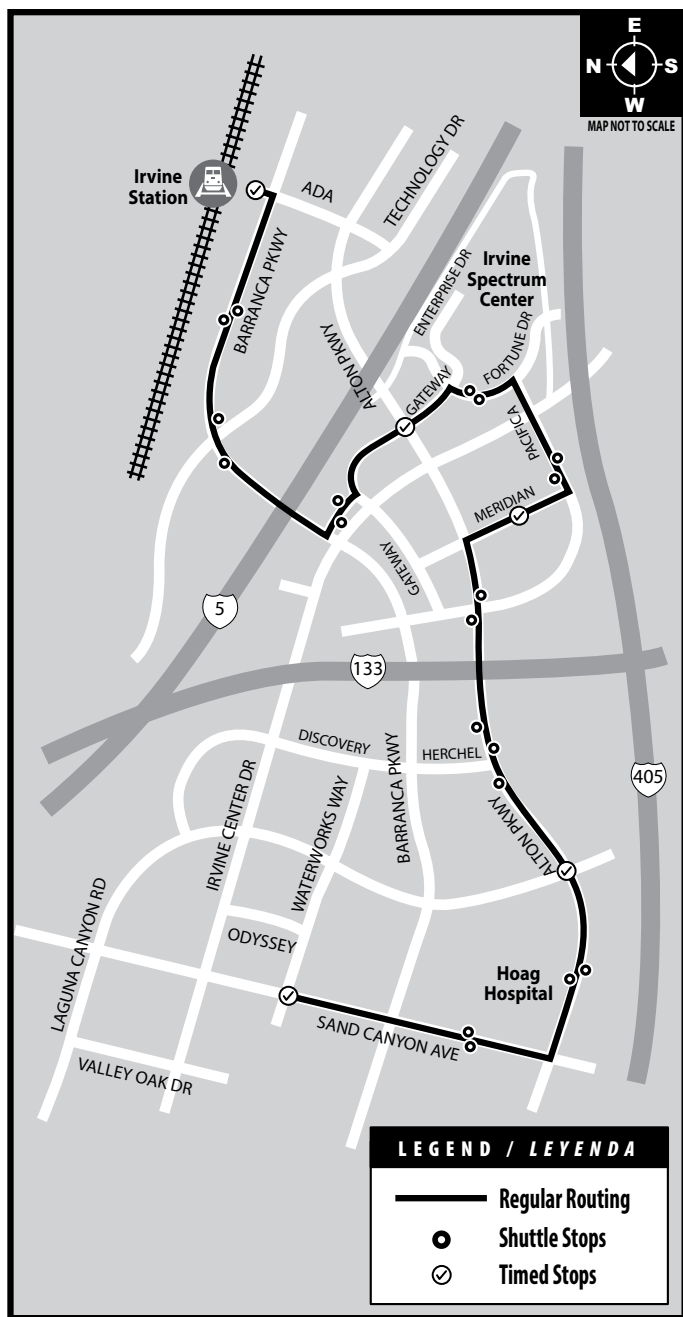 E
N S
W
MAP NOT TO SCALE
Irvine
Station
ADA
TECHNOLOGY DR
BARRANCA PKWY
ENTERPRISE DR
Irvine
Spectrum
Center
ALTON PKWY
FORTUNE DR
GATEWAY
PACIFICA
MERIDIAN
GATEWAY
5
133
DISCOVERY
HERCHEL
405
IRVINE CENTER DR
WATERWORKS WAY
BARRANCA PKWY
ALTON PKWY
LAGUNA CANYON RD
ODYSSEY
Hoag
Hospital
SAND CANYON AVE
VALLEY OAK DR
LEGEND / LEYENDA
Regular Routing
Shuttle Stops
Timed Stops